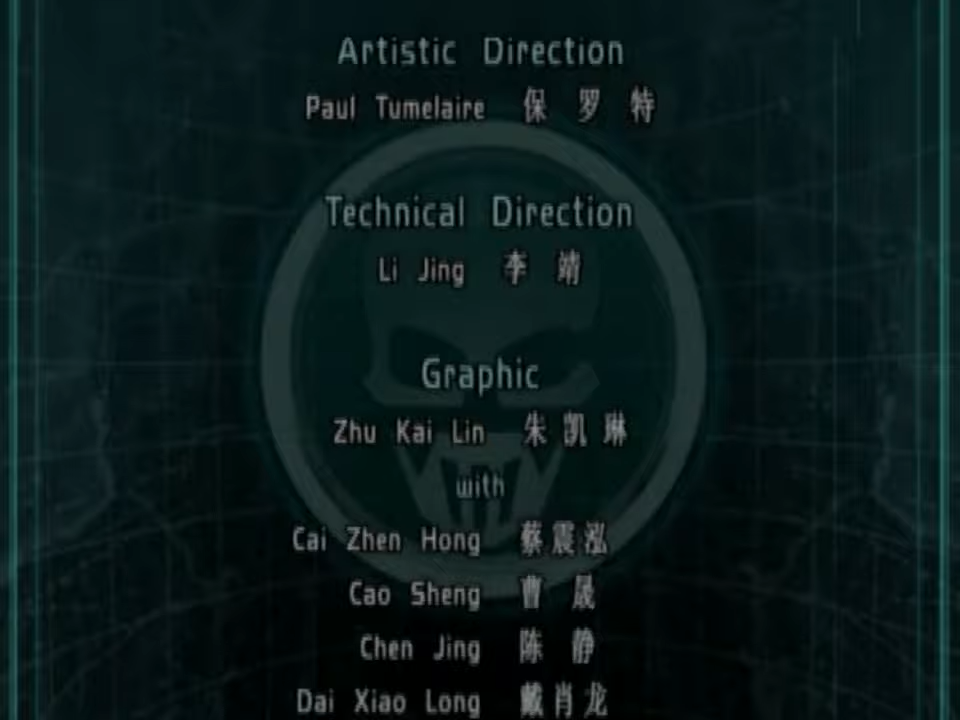 Artistic Direction
Paul Tumelaire 保 罗 特
Technical Direction
Li Jing 李 靖
Graphic
Zhu Kai Lin 朱 凯 琳
with
Cai Zhen Hong 蔡震泓
Cao Sheng 曹 晟
Chen Jing 陈 静
Dai Xiao Long 戴肖龙